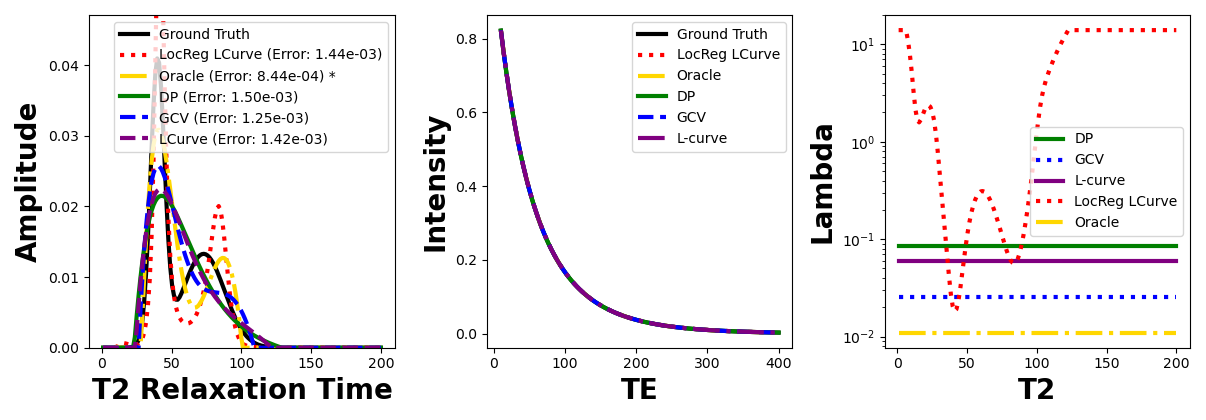 Amplitude
0.04
0.03
0.02
0.01
0.00
Ground Truth
LocReg LCurve (Error: 1.44e-03)
Oracle (Error: 8.44e-04) *
DP (Error: 1.50e-03)
GCV (Error: 1.25e-03)
LCurve (Error: 1.42e-03)
0 50 100 150 200
T2 Relaxation Time
Intensity
0.8
0.6
0.4
0.2
0.0
Ground Truth
LocReg LCurve
Oracle
DP
GCV
L-curve
0 100 200 300 400
TE
Lambda
10¹
10⁰
10⁻¹
10⁻²
DP
GCV
L-curve
LocReg LCurve
Oracle
0 50 100 150 200
T2